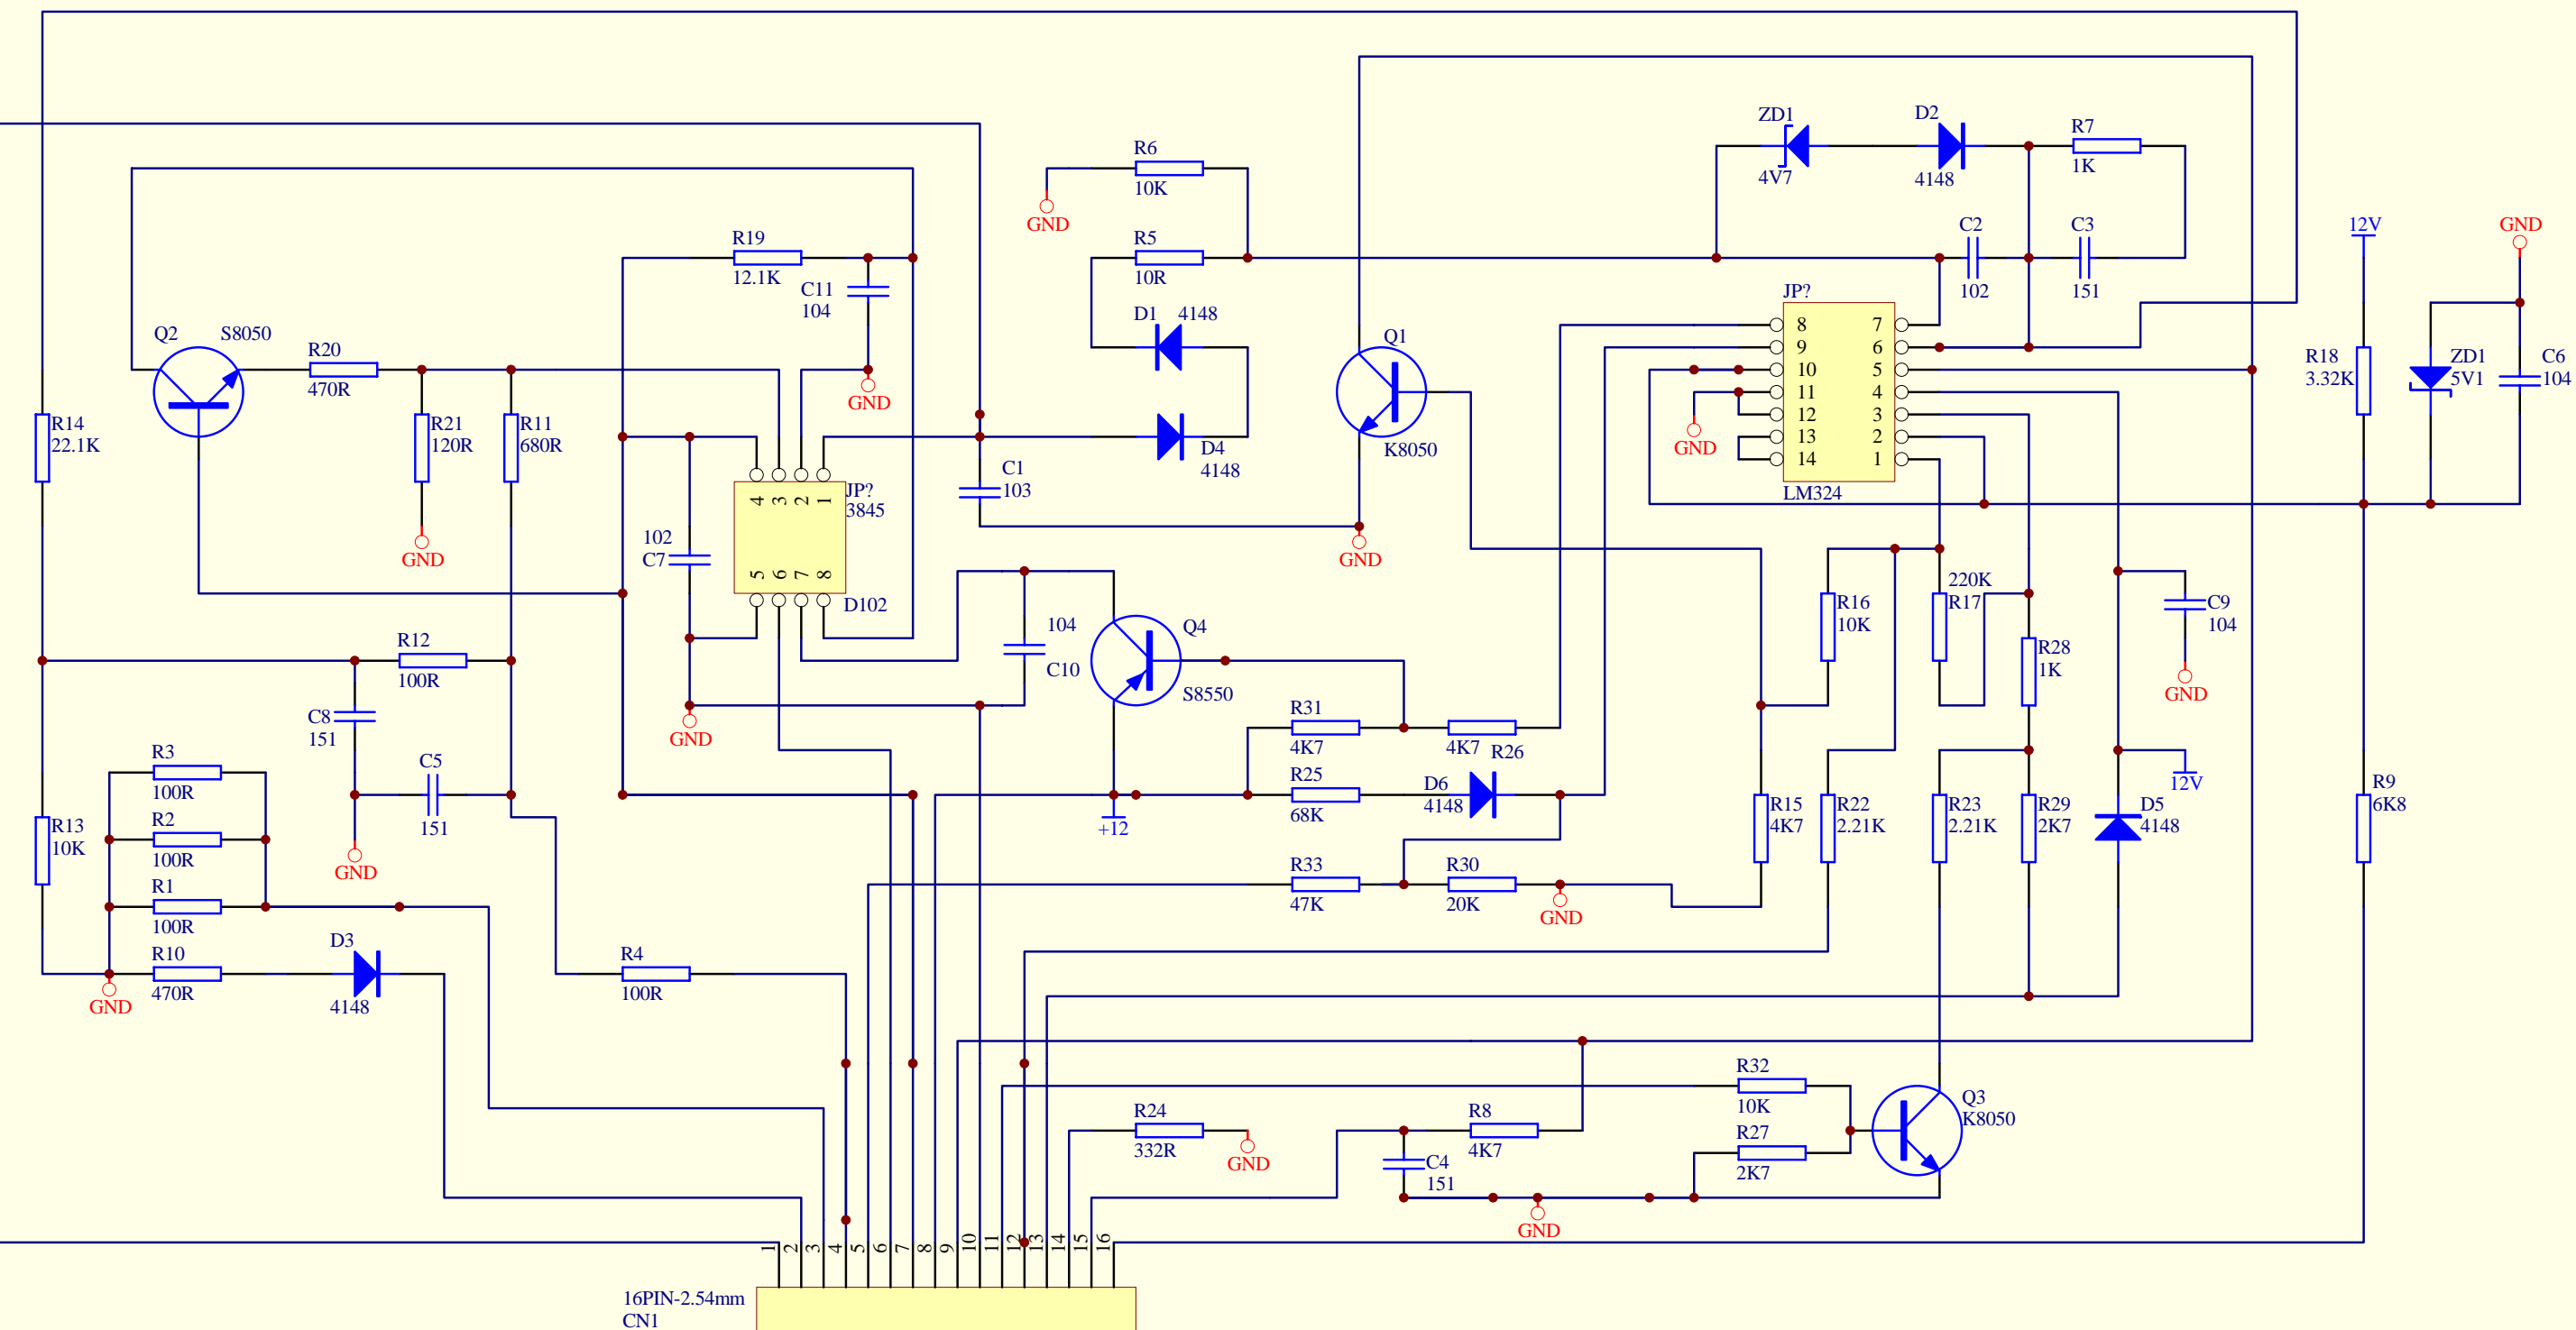 ZD1
D2
R7
4V7
4148
1K
R6
10K
GND
R5
10R
C2
C3
102
151
12V
GND
R19
12.1K
C11
104
D1
4148
JP?
8
7
9
6
10
5
11
4
12
3
13
2
14
1
LM324
Q2
S8050
R20
470R
GND
Q1
K8050
GND
R18
3.32K
ZD1
5V1
C6
104
R14
22.1K
R21
120R
R11
680R
D4
4148
C1
103
4
3
2
1
JP?
3845
5
6
7
8
D102
GND
102
C7
GND
R16
10K
220K
R17
C9
104
GND
R12
100R
104
C10
Q4
S8550
R28
1K
C8
151
GND
R31
4K7
4K7
R26
R3
100R
C5
151
R25
68K
D6
4148
+12
12V
R9
6K8
R13
10K
R2
100R
GND
R15
4K7
R22
2.21K
R23
2.21K
R29
2K7
D5
4148
R1
100R
R33
47K
R30
20K
GND
R10
470R
D3
4148
GND
R4
100R
R32
10K
Q3
K8050
R24
332R
GND
R8
4K7
R27
2K7
C4
151
GND
1
2
3
4
5
6
7
8
9
10
11
12
13
14
15
16
16PIN-2.54mm
CN1